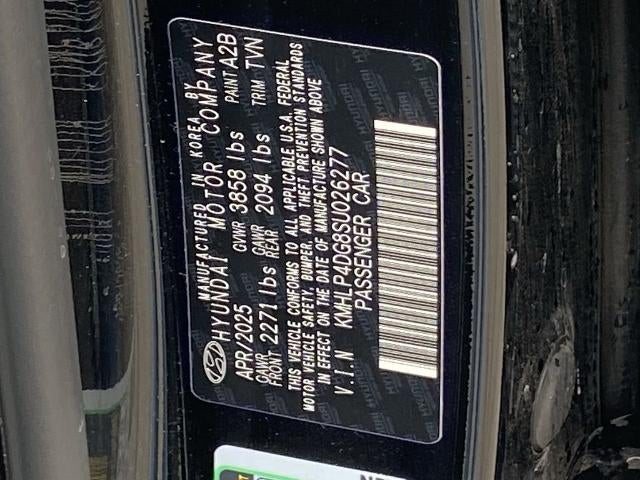 MANUFACTURED IN KOREA BY
HYUNDAI MOTOR COMPANY
APR/2025 GVWR 3858 lbs PAINT A2B
GAWR FRONT 2271 lbs GAWR REAR 2094 lbs TRIM TVN
THIS VEHICLE CONFORMS TO ALL APPLICABLE U.S.A. FEDERAL
MOTOR VEHICLE SAFETY, BUMPER, AND THEFT PREVENTION STANDARDS
IN EFFECT ON THE DATE OF MANUFACTURE SHOWN ABOVE
V.I.N KMHLP4DG8SU026277
PASSENGER CAR